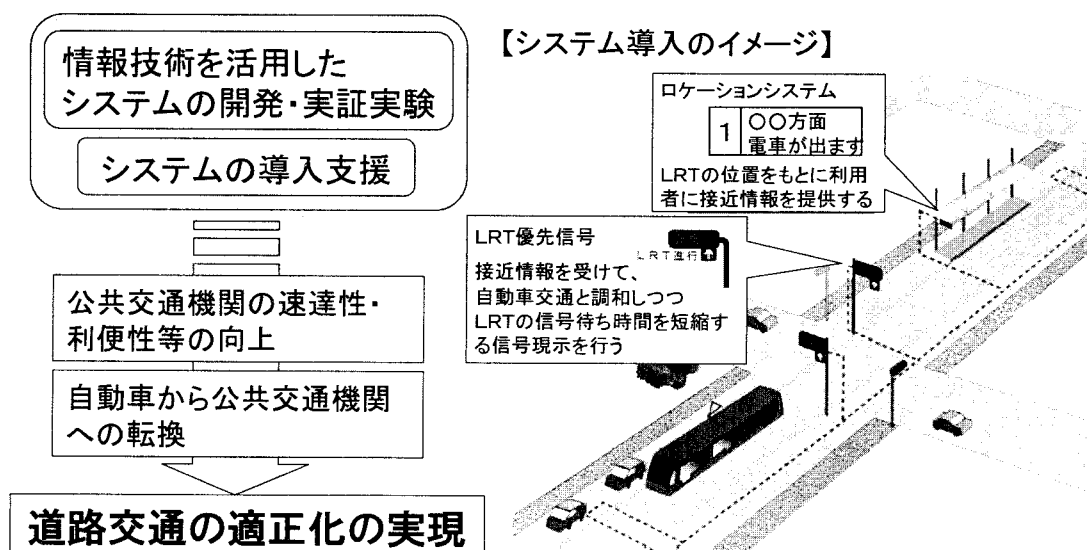 情報技術を活用した
システムの開発・実証実験
システムの導入支援
公共交通機関の速達性・
利便性等の向上
自動車から公共交通機関
への転換
道路交通の適正化の実現
【システム導入のイメージ】
ロケーションシステム
1
〇〇方面
電車が出ます
LRTの位置をもとに利用
者に接近情報を提供する
LRT優先信号
LRT進行
接近情報を受けて、
自動車交通と調和しつつ
LRTの信号待ち時間を短縮す
る信号現示を行う